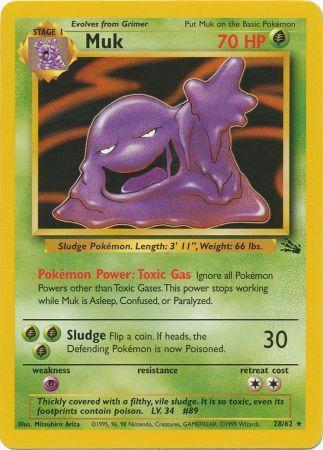 Evolves from Grimer
Put Muk on the Basic Pokémon
STAGE 1
Muk
70 HP
Sludge Pokémon. Length: 3' 11", Weight: 66 lbs.
Pokémon Power: Toxic Gas Ignore all Pokémon
Powers other than Toxic Gases. This power stops working
while Muk is Asleep, Confused, or Paralyzed.
Sludge Flip a coin. If heads, the
Defending Pokémon is now Poisoned.
30
weakness
resistance
retreat cost
Thickly covered with a filthy, vile sludge. It is so toxic, even its
footprints contain poison. LV. 34 #89
Illus. Mitsuhiro Arita
©1995, 96, 98 Nintendo, Creatures, GAMEFREAK. ©1999 Wizards.
28/62 ★